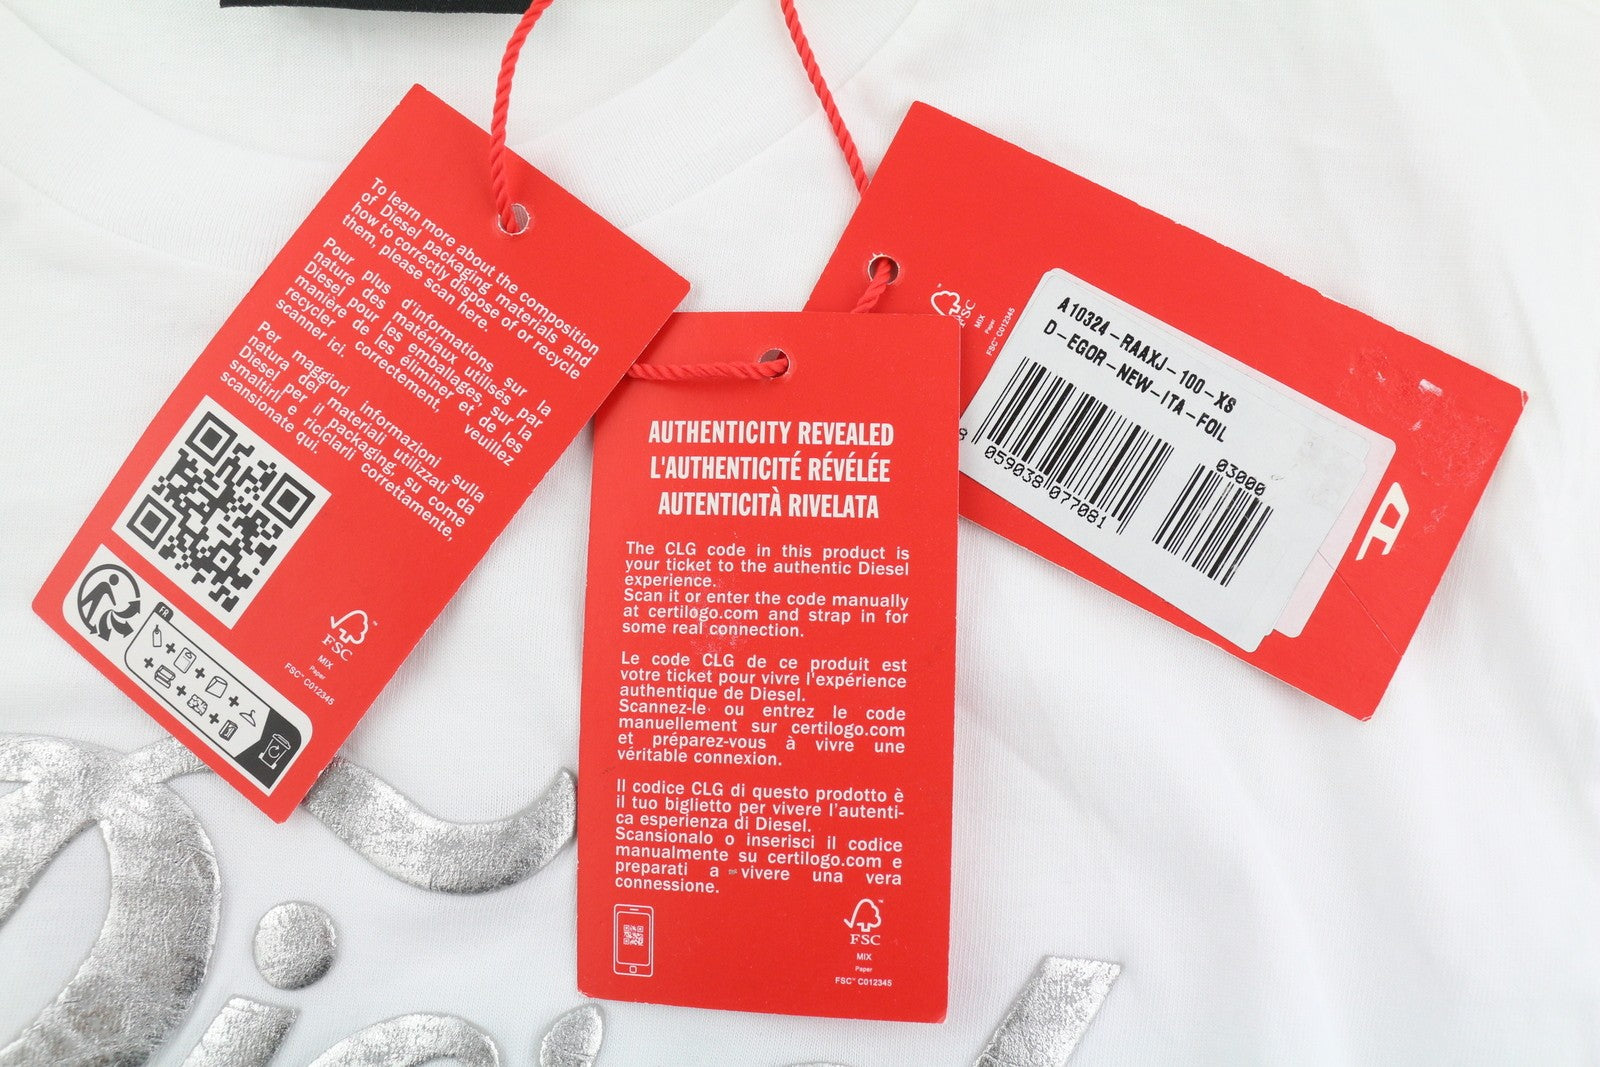 To learn more about the composition
of Diesel packaging materials and
how to correctly dispose of or recycle
them, please scan here.
Pour plus d'informations sur la
nature des matériaux utilisés par
Diesel pour les emballages, sur la
manière de les éliminer et de les
recycler correctement, veuillez
scanner ici.
Per maggiori informazioni sulla
natura dei materiali utilizzati da
Diesel per il packaging, su come
smaltirli e riciclarli correttamente,
scansionate qui.
FR
FSC
MIX
Paper
FSC™ C012345
AUTHENTICITY REVEALED
L'AUTHENTICITÉ RÉVÉLÉE
AUTENTICITÀ RIVELATA
The CLG code in this product is
your ticket to the authentic Diesel
experience.
Scan it or enter the code manually
at certilogo.com and strap in for
some real connection.
Le code CLG de ce produit est
votre ticket pour vivre l'expérience
authentique de Diesel.
Scannez-le ou entrez le code
manuellement sur certilogo.com
et préparez-vous à vivre une
véritable connexion.
Il codice CLG di questo prodotto è
il tuo biglietto per vivere l'autenti-
ca esperienza di Diesel.
Scansionalo o inserisci il codice
manualmente su certilogo.com e
preparati a vivere una vera
connessione.
FSC
MIX
Paper
FSC™ C012345
FSC
MIX
Paper
FSC™ C012345
A10324-RAAXJ-100-XS
D-EGOR-NEW-ITA-FOIL
03000
8 059038 077081
D